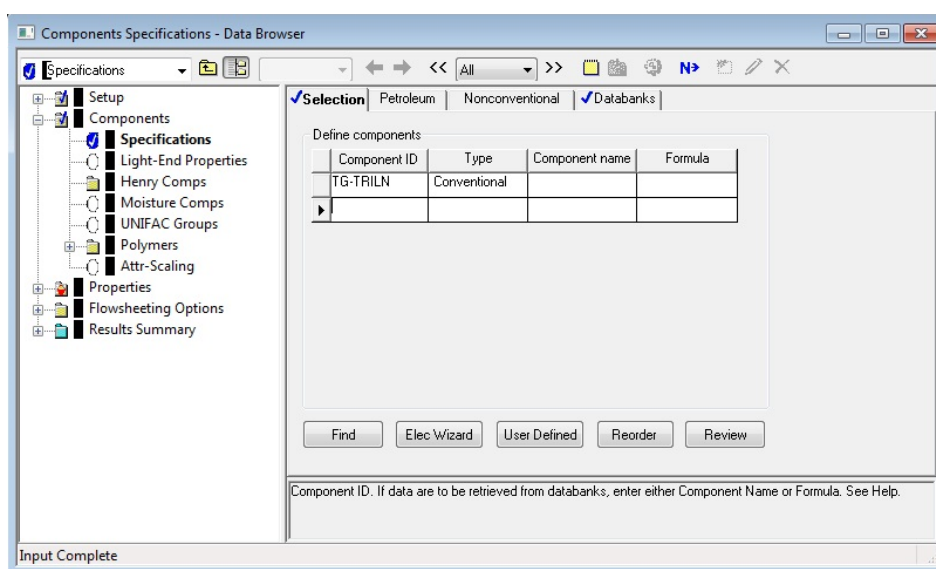 Components Specifications - Data Browser
Specifications
<< All >> N>
Setup
Components
Specifications
Light-End Properties
Henry Comps
Moisture Comps
UNIFAC Groups
Polymers
Attr-Scaling
Properties
Flowsheeting Options
Results Summary
Selection Petroleum Nonconventional Databanks
Define components
Component ID Type Component name Formula
TG-TRILN Conventional
Find Elec Wizard User Defined Reorder Review
Component ID. If data are to be retrieved from databanks, enter either Component Name or Formula. See Help.
Input Complete